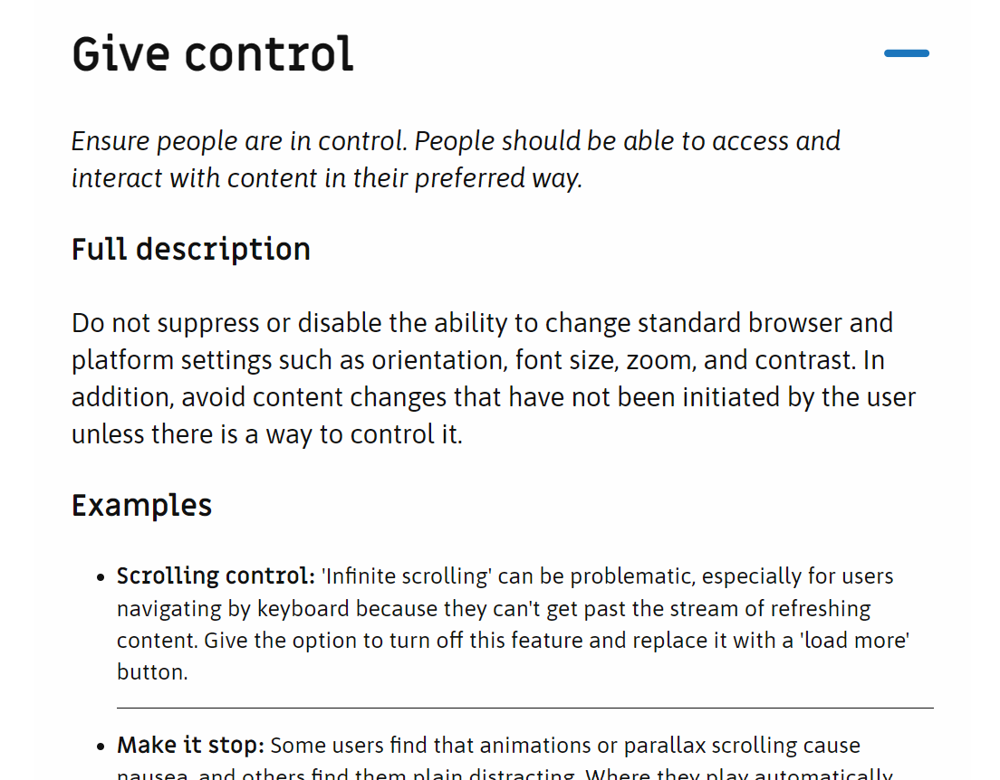 Give control
Ensure people are in control. People should be able to access and
interact with content in their preferred way.
Full description
Do not suppress or disable the ability to change standard browser and
platform settings such as orientation, font size, zoom, and contrast. In
addition, avoid content changes that have not been initiated by the user
unless there is a way to control it.
Examples
• Scrolling control: 'Infinite scrolling' can be problematic, especially for users
navigating by keyboard because they can't get past the stream of refreshing
content. Give the option to turn off this feature and replace it with a 'load more'
button.
• Make it stop: Some users find that animations or parallax scrolling cause
nausea, and others find them plain distracting. Where they play automatically